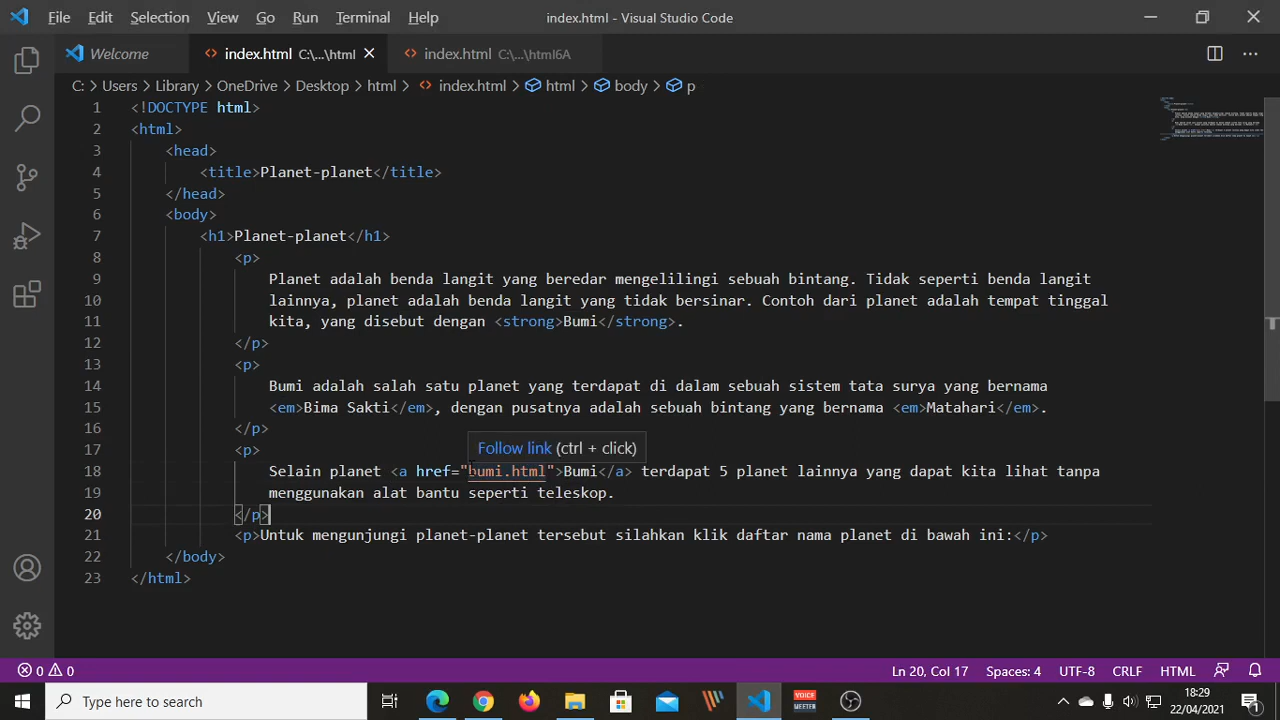 File Edit Selection View Go Run Terminal Help index.html - Visual Studio Code
Welcome index.html C:\...\html index.html C:\...\html6A
C: > Users > Library > OneDrive > Desktop > html > index.html > html > body > p
1 <!DOCTYPE html>
2 <html>
3 <head>
4 <title>Planet-planet</title>
5 </head>
6 <body>
7 <h1>Planet-planet</h1>
8 <p>
9 Planet adalah benda langit yang beredar mengelilingi sebuah bintang. Tidak seperti benda langit
10 lainnya, planet adalah benda langit yang tidak bersinar. Contoh dari planet adalah tempat tinggal
11 kita, yang disebut dengan <strong>Bumi</strong>.
12 </p>
13 <p>
14 Bumi adalah salah satu planet yang terdapat di dalam sebuah sistem tata surya yang bernama
15 <em>Bima Sakti</em>, dengan pusatnya adalah sebuah bintang yang bernama <em>Matahari</em>.
16 </p>
17 <p>
Follow link (ctrl + click)
18 Selain planet <a href="bumi.html">Bumi</a> terdapat 5 planet lainnya yang dapat kita lihat tanpa
19 menggunakan alat bantu seperti teleskop.
20 </p>
21 <p>Untuk mengunjungi planet-planet tersebut silahkan klik daftar nama planet di bawah ini:</p>
22 </body>
23 </html>
0 0 Ln 20, Col 17 Spaces: 4 UTF-8 CRLF HTML
Type here to search VOICE MEETER 18:29
22/04/2021 1